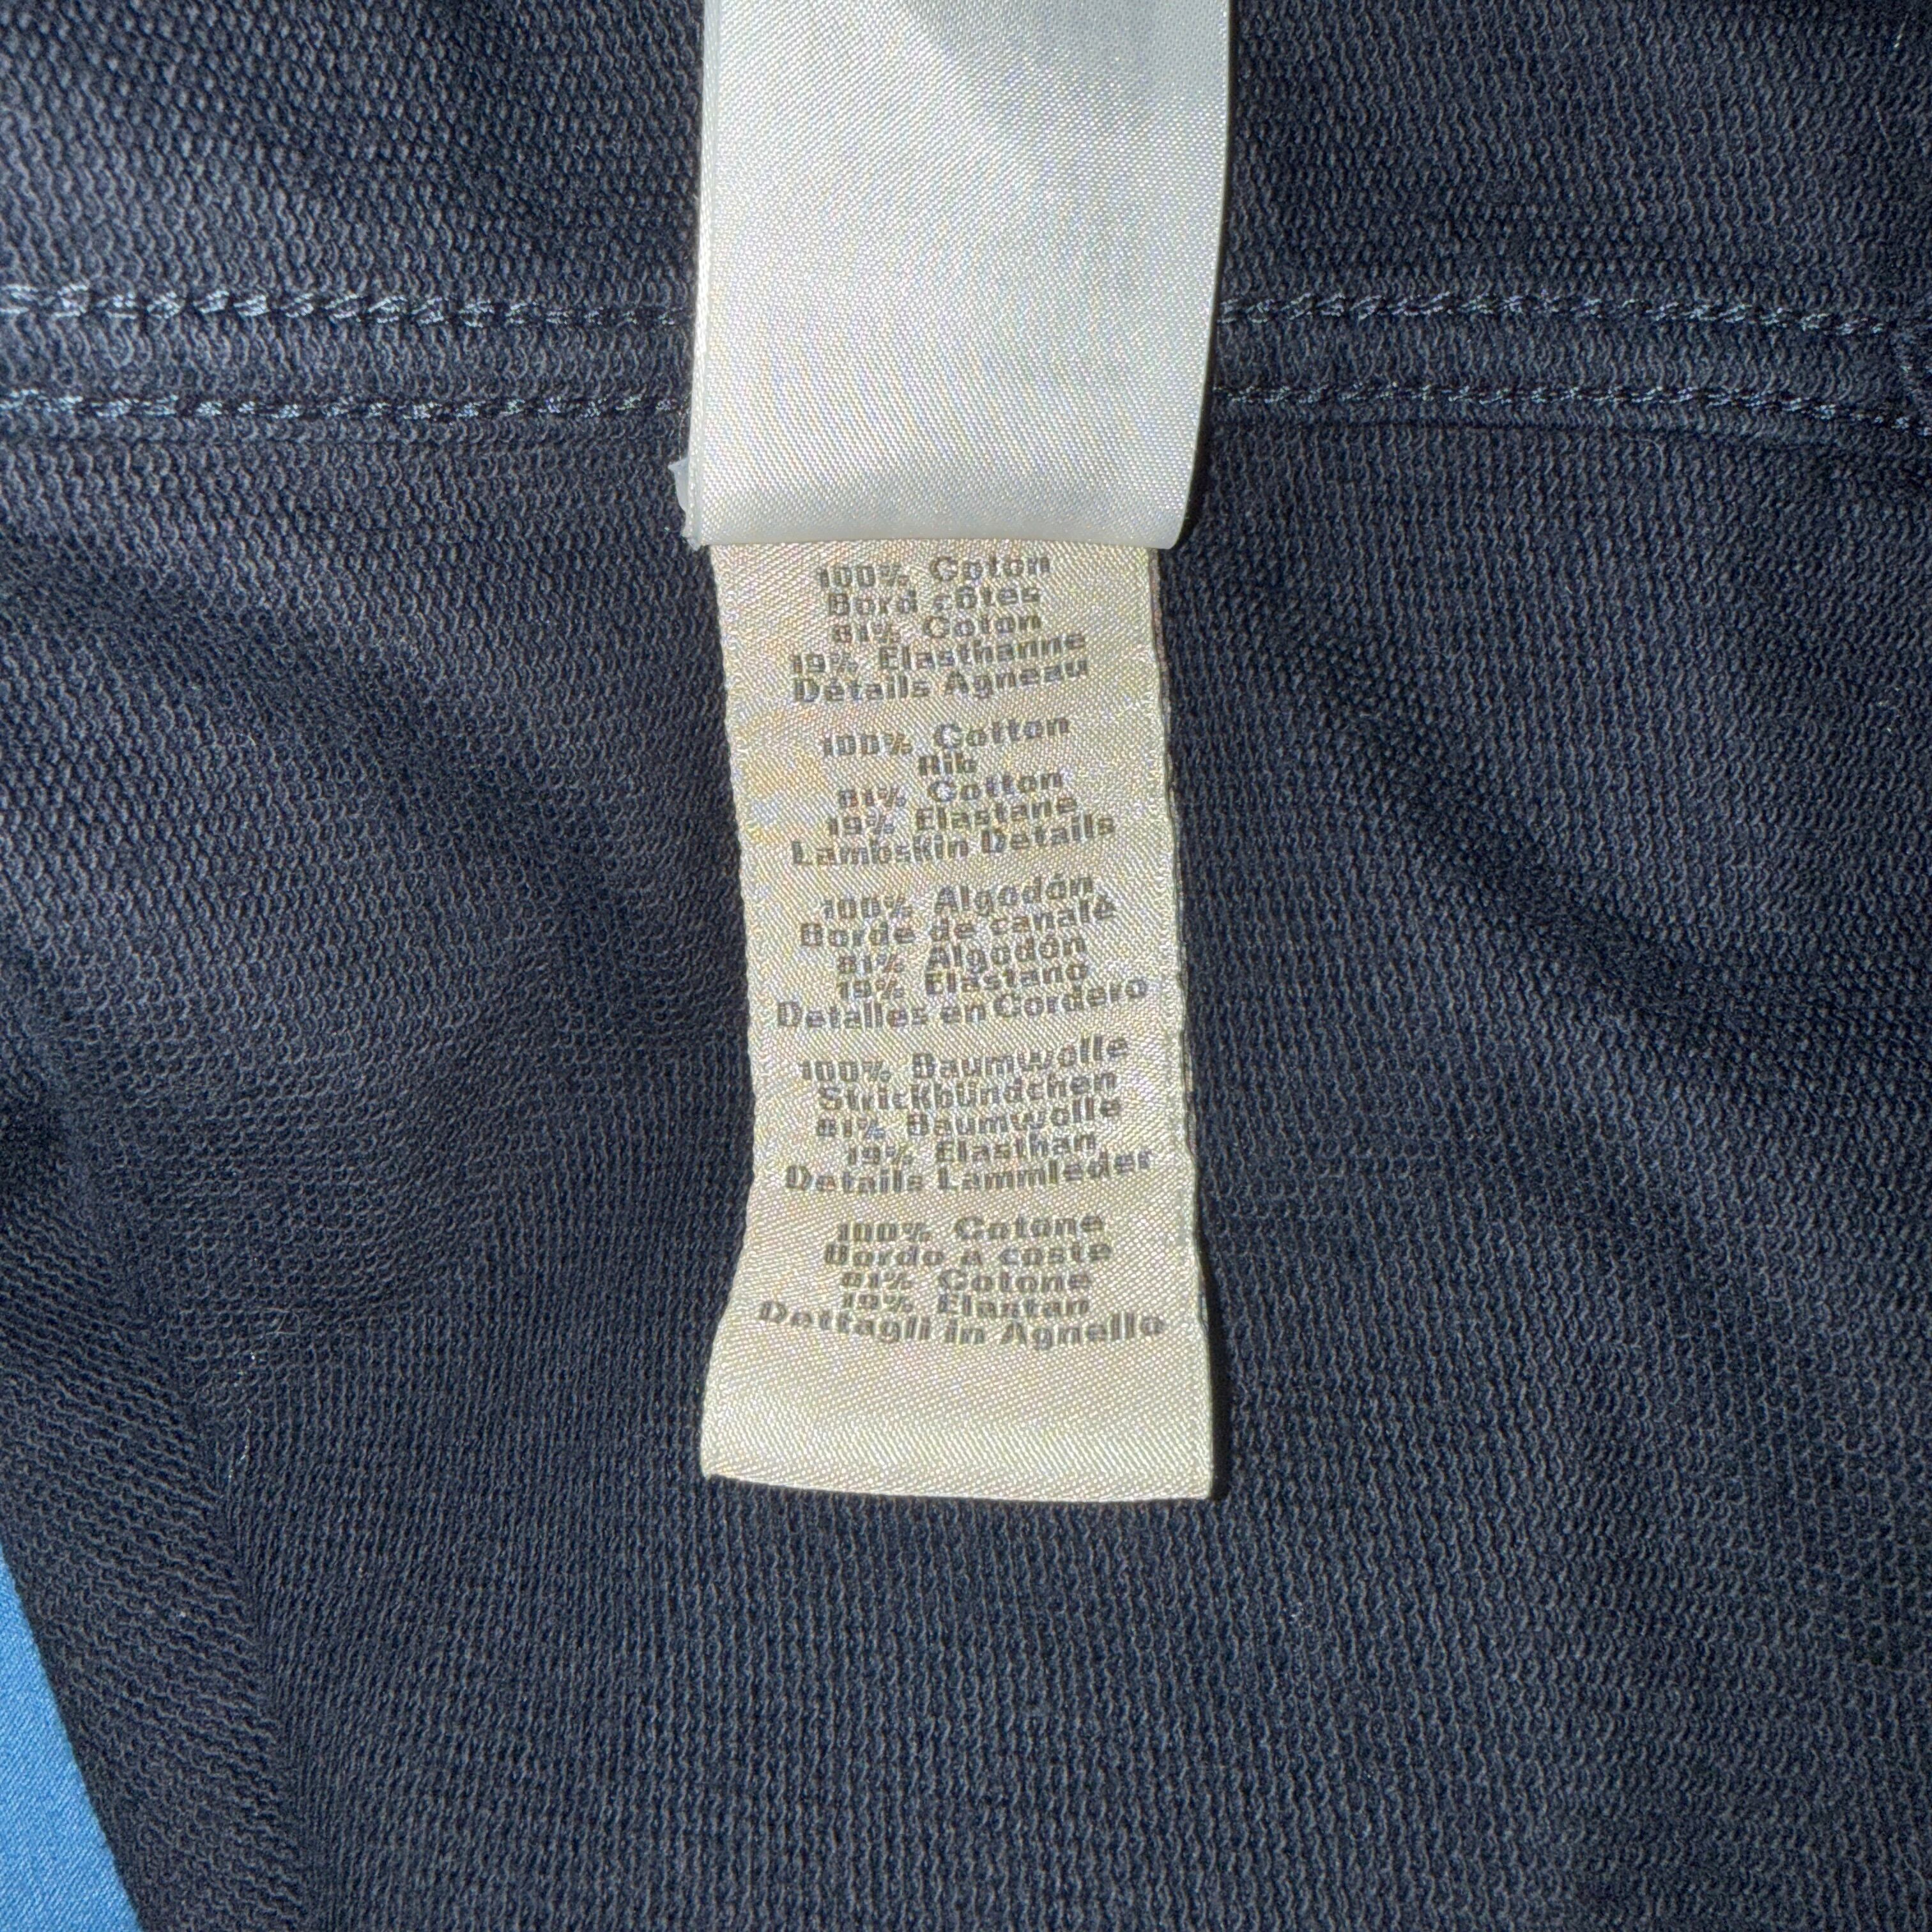 100% Coton
Bord côtes
81% Coton
19% Elasthanne
Détails Agneau
100% Cotton
Rib
81% Cotton
19% Elastane
Lambskin Details
100% Algodón
Borde de canalé
81% Algodón
19% Elastano
Detalles en Cordero
100% Baumwolle
Strickbündchen
81% Baumwolle
19% Elasthan
Details Lammleder
100% Cotone
Bordo a coste
81% Cotone
19% Elastan
Dettagli in Agnello